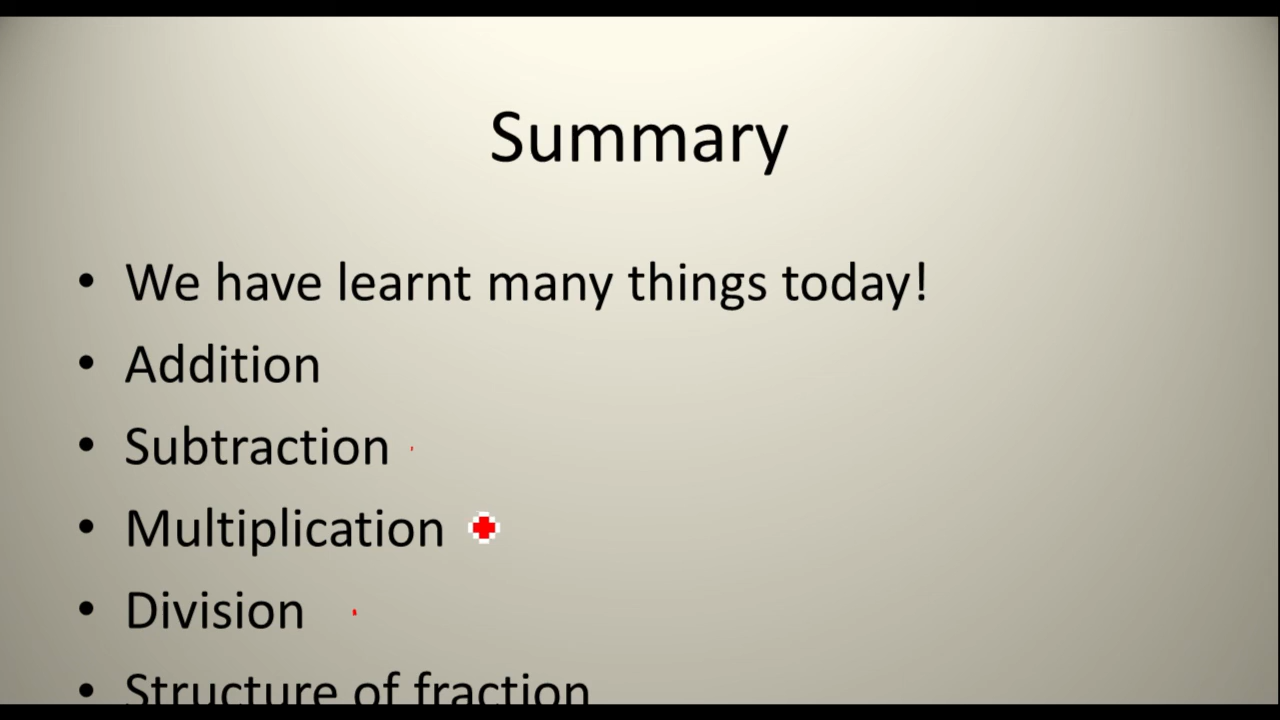 Summary
• We have learnt many things today!
• Addition
• Subtraction
• Multiplication
• Division
• Structure of fraction